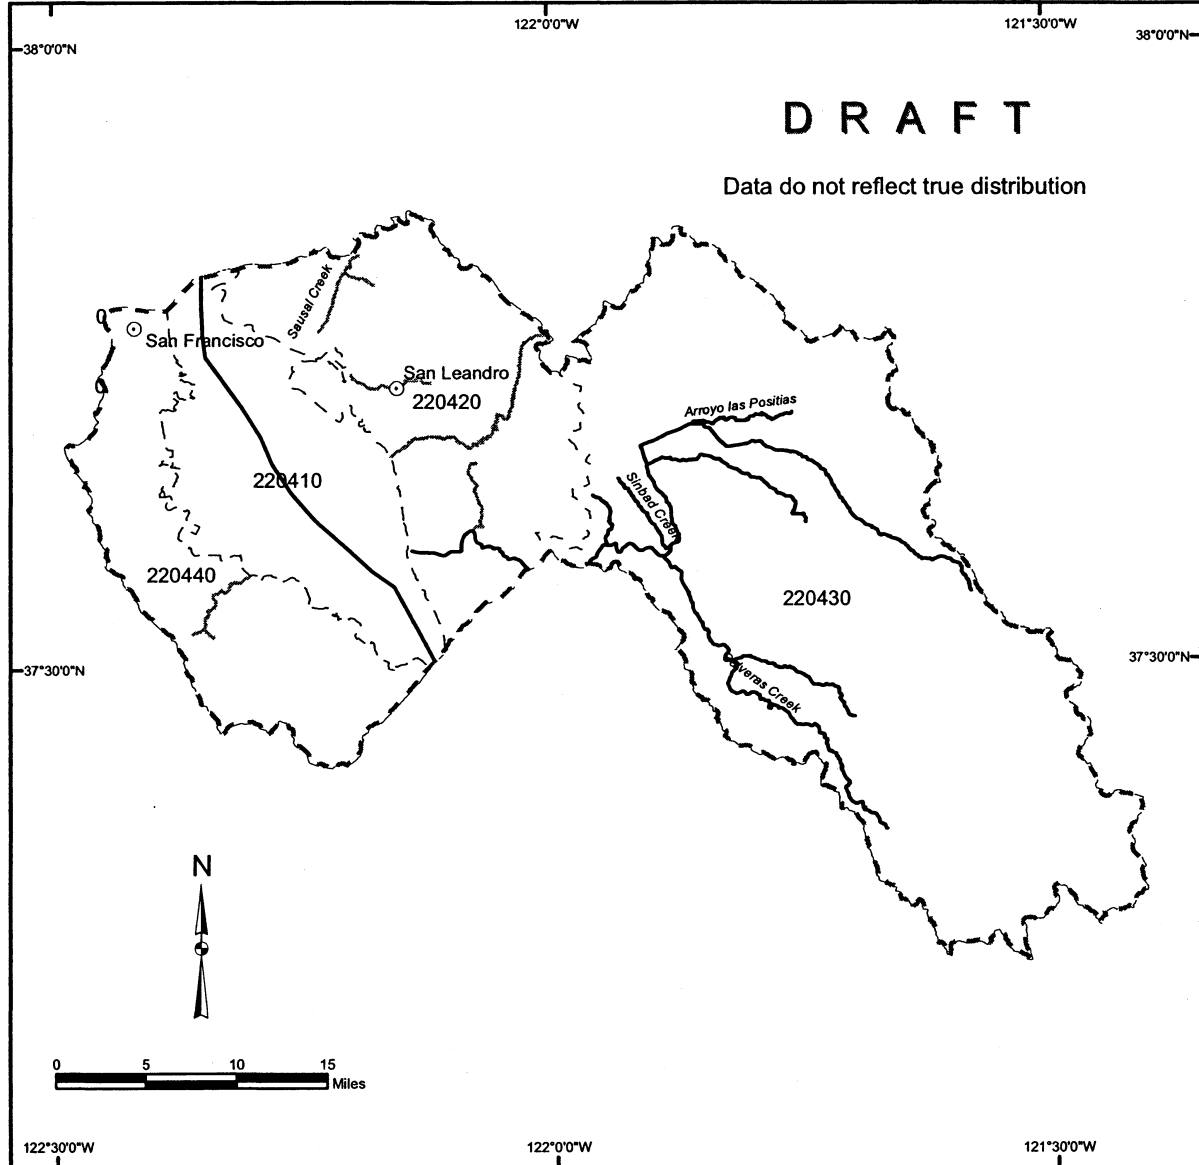 122°0'0"W
121°30'0"W
38°0'0"N
38°0'0"N
D R A F T
Data do not reflect true distribution
Sausal Creek
San Francisco
San Leandro
220420
Arroyo las Positias
220410
Sinbad Creek
220440
220430
37°30'0"N
37°30'0"N
Creek
N
0 5 10 15
Miles
122°30'0"W
122°0'0"W
121°30'0"W